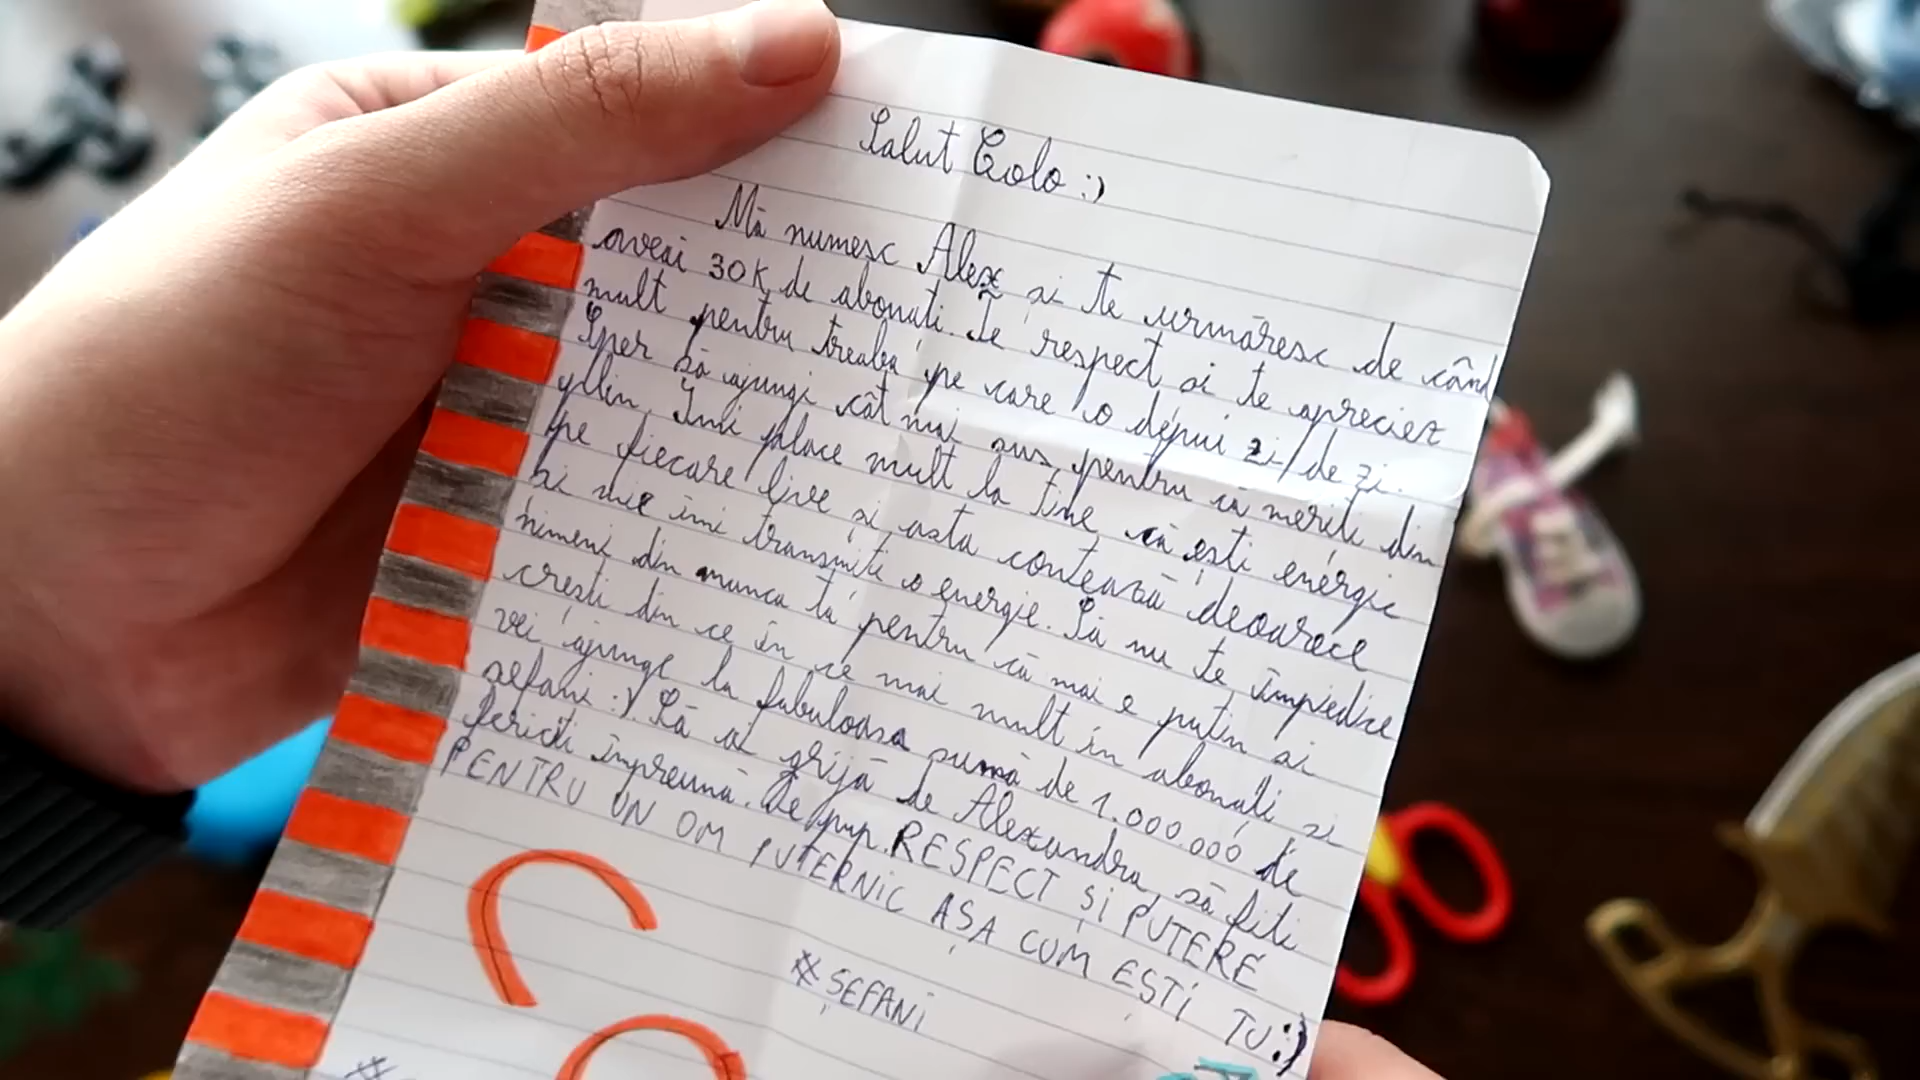 Salut Colo :)
Mă numesc Alex și te urmăresc de când
aveai 30K de abonați. Te respect și te apreciez
mult pentru treaba pe care o depui zi de zi.
Sper să ajungi cât mai sus, pentru că meriți din
plin. Îmi place mult la tine că ești energic
pe fiecare live și asta contează deoarece
și mie îmi transmiți o energie. Să nu te împiedice
nimeni din munca ta pentru că mai e puțin și
crești din ce în ce mai mult în abonați și
vei ajunge la fabuloasa sumă de 1.000.000 de
șefani :). Să ai grijă de Alexandra, să fiți
fericiți împreună. Te pup. RESPECT ȘI PUTERE
PENTRU UN OM PUTERNIC AȘA CUM EȘTI TU :)
#ȘEFANI
#